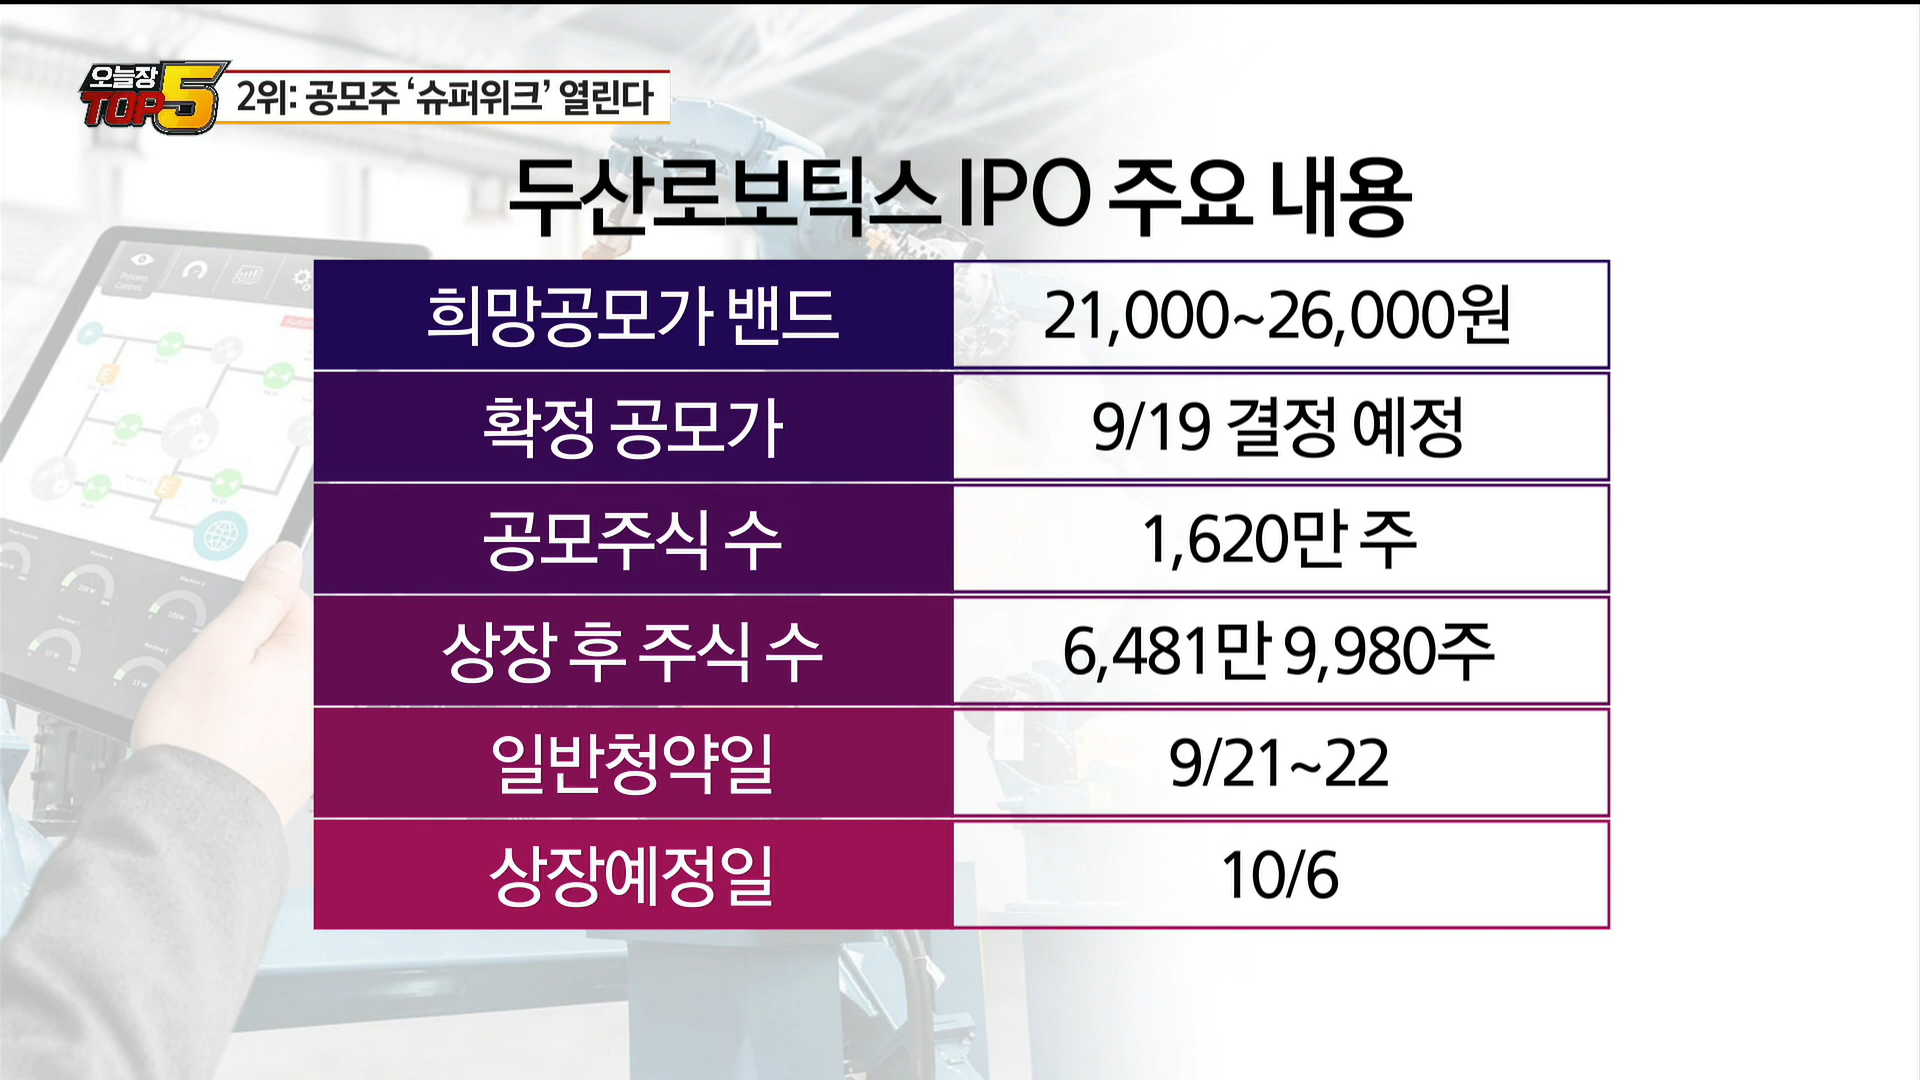 오늘장
TOP5
2위: 공모주 ‘슈퍼위크’ 열린다
두산로보틱스 IPO 주요 내용
희망공모가 밴드 21,000~26,000원
확정 공모가 9/19 결정 예정
공모주식 수 1,620만 주
상장 후 주식 수 6,481만 9,980주
일반청약일 9/21~22
상장예정일 10/6
Process
Control